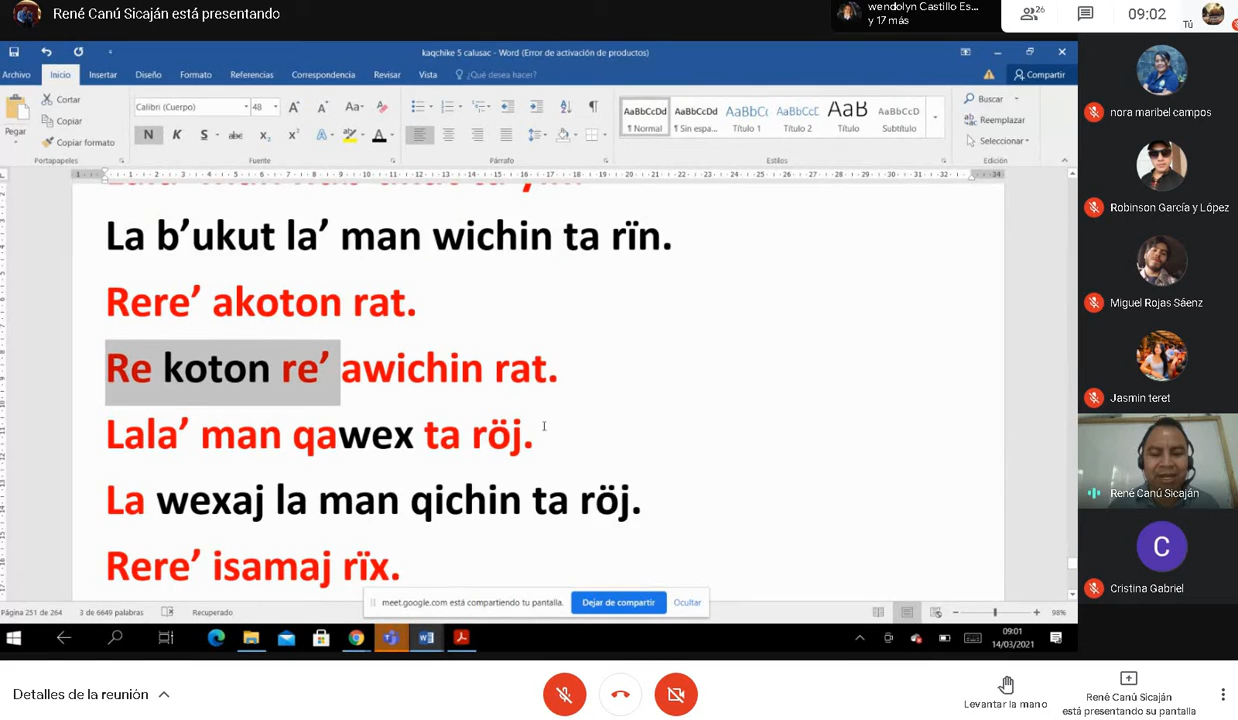 René Canú Sicaján está presentando
wendolyn Castillo Es...
y 17 más
26
09:02
Tú
kaqchike 5 calusac - Word (Error de activación de productos)
Archivo Inicio Insertar Diseño Formato Referencias Correspondencia Revisar Vista ¿Qué desea hacer? Compartir
Pegar
Cortar
Copiar
Copiar formato
Calibri (Cuerpo) 48
N K S abc x₂ x²
AaBbCcDd AaBbCcDd AaBbCc AaBbCcD AaB AaBbCcD
¶ Normal ¶ Sin espa... Título 1 Título 2 Título Subtítulo
Buscar
Reemplazar
Seleccionar
Portapapeles Fuente Párrafo Estilos Edición
La b’ukut la’ man wichin ta rïn.
Rere’ akoton rat.
Re koton re’ awichin rat.
Lala’ man qawex ta röj.
La wexaj la man qichin ta röj.
Rere’ isamaj rïx.
meet.google.com está compartiendo tu pantalla.
Dejar de compartir
Ocultar
Página 251 de 264 3 de 6649 palabras Recuperado 98%
09:01
14/03/2021
nora maribel campos
Robinson García y López
Miguel Rojas Sáenz
Jasmin teret
René Canú Sicaján
C
Cristina Gabriel
Detalles de la reunión
Levantar la mano
René Canú Sicaján
está presentando su pantalla